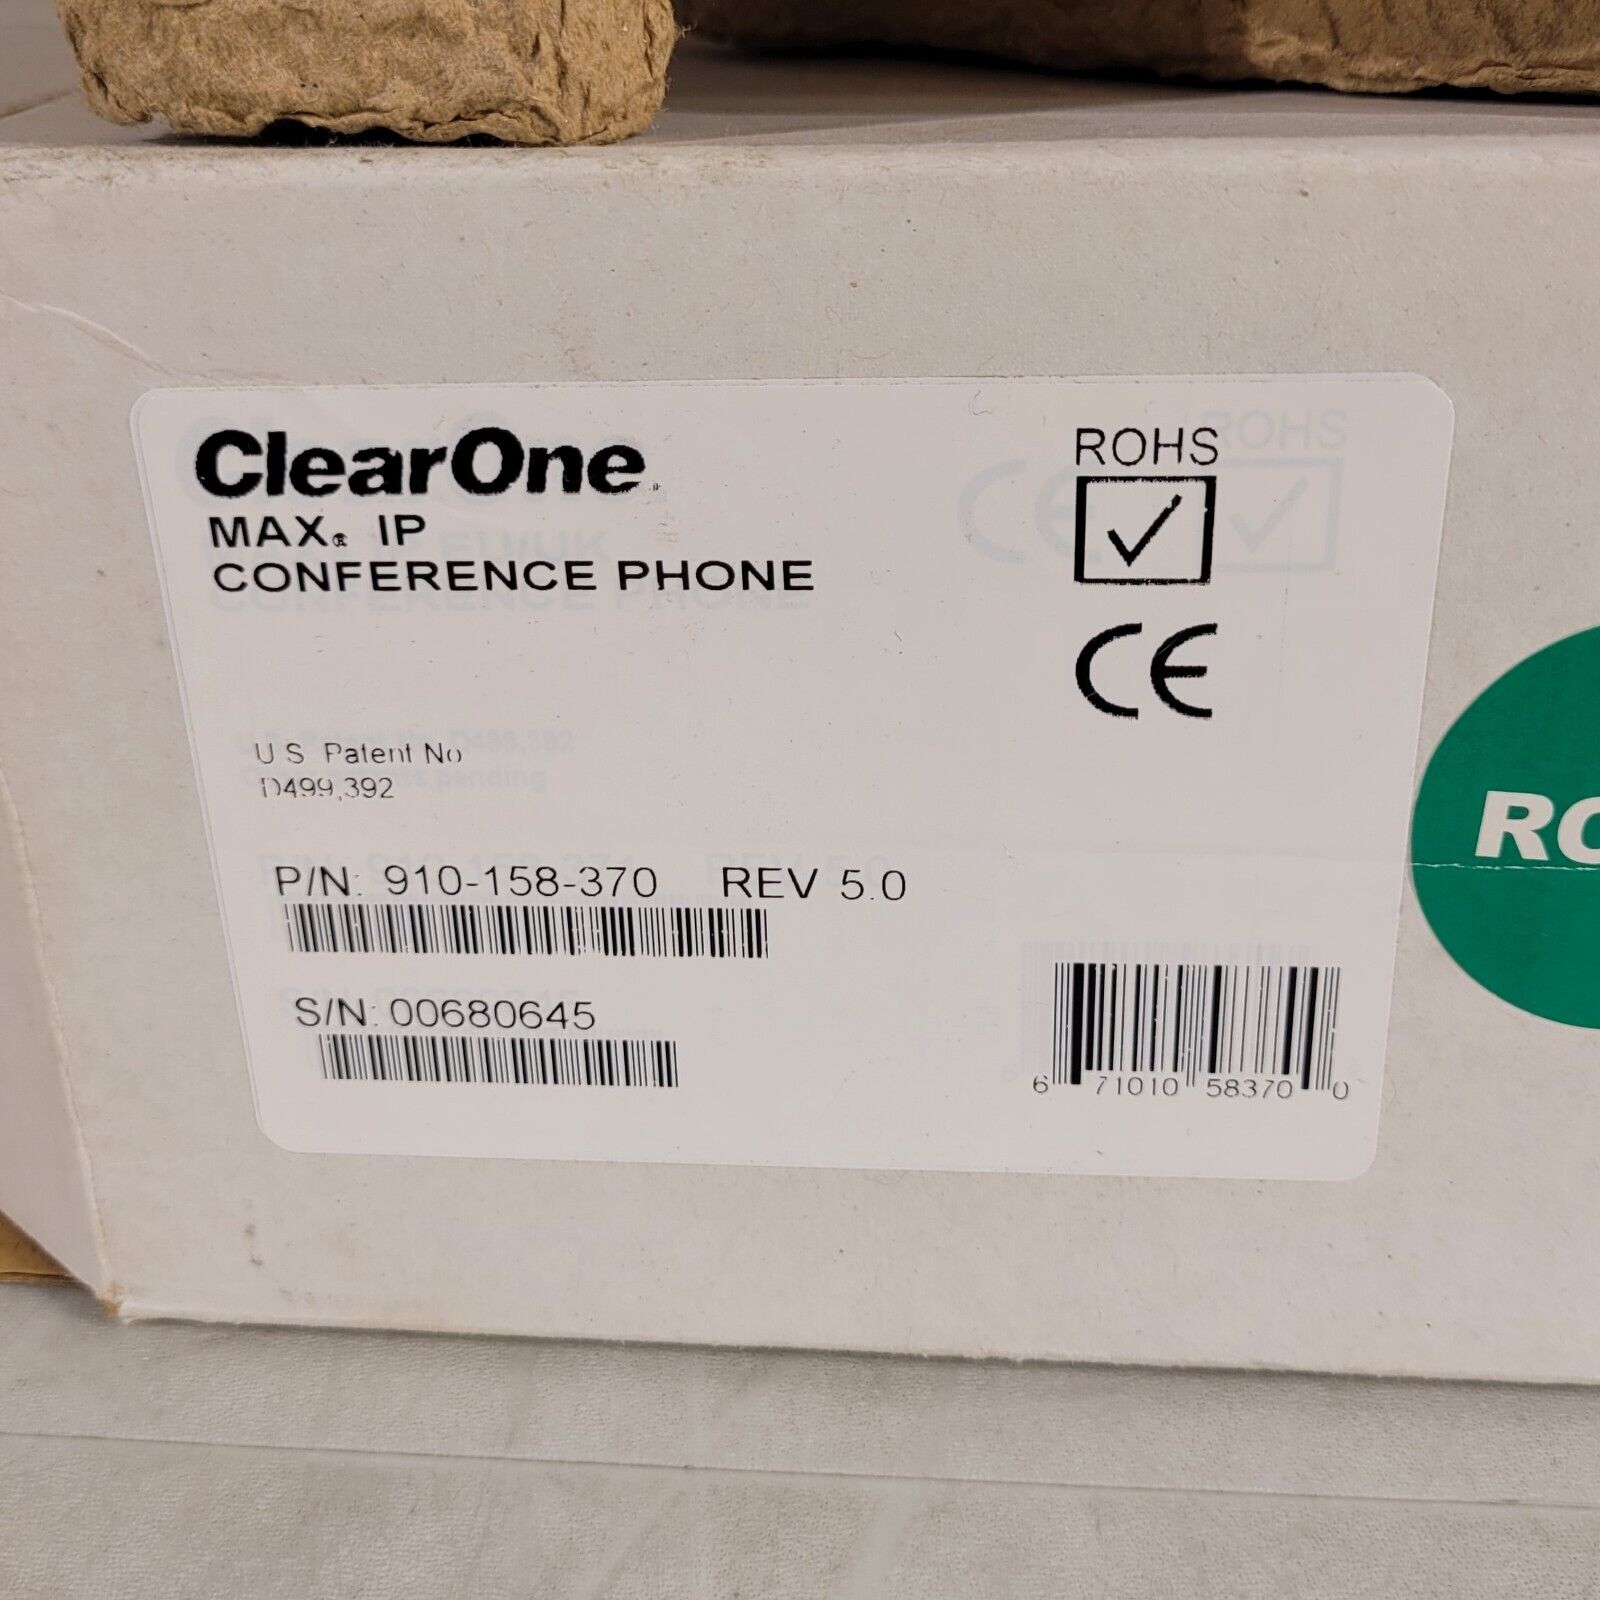 ClearOne
MAX® IP
CONFERENCE PHONE
ROHS
CE
U.S. Patent No
D499,392
P/N: 910-158-370 REV 5.0
S/N: 00680645
6 71010 58370 0